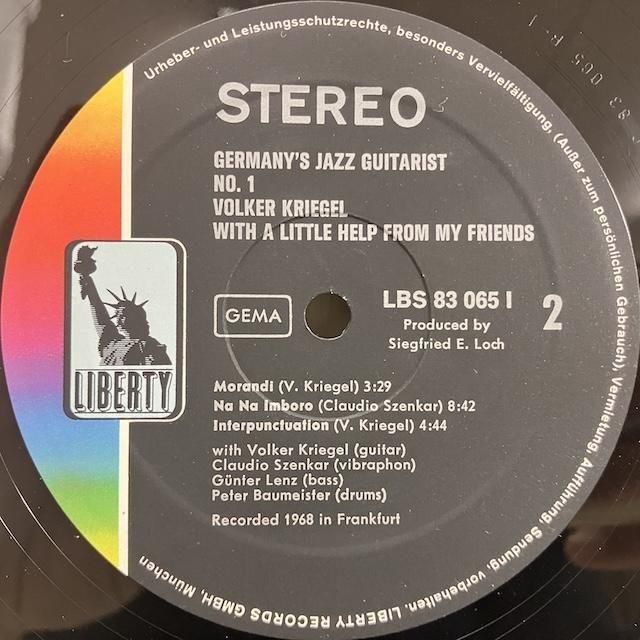 Urheber- und Leistungsschutzrechte, besonders Vervielfältigung, (Außer zum persönlichen Gebrauch), Vermietung, Aufführung, Sendung, vorbehalten. LIBERTY RECORDS GMBH, München
STEREO
GERMANY'S JAZZ GUITARIST
NO. 1
VOLKER KRIEGEL
WITH A LITTLE HELP FROM MY FRIENDS
LIBERTY
GEMA
LBS 83 065 I
2
Produced by
Siegfried E. Loch
Morandi (V. Kriegel) 3:29
Na Na Imboro (Claudio Szenkar) 8:42
Interpunctuation (V. Kriegel) 4:44
with Volker Kriegel (guitar)
Claudio Szenkar (vibraphon)
Günter Lenz (bass)
Peter Baumeister (drums)
Recorded 1968 in Frankfurt